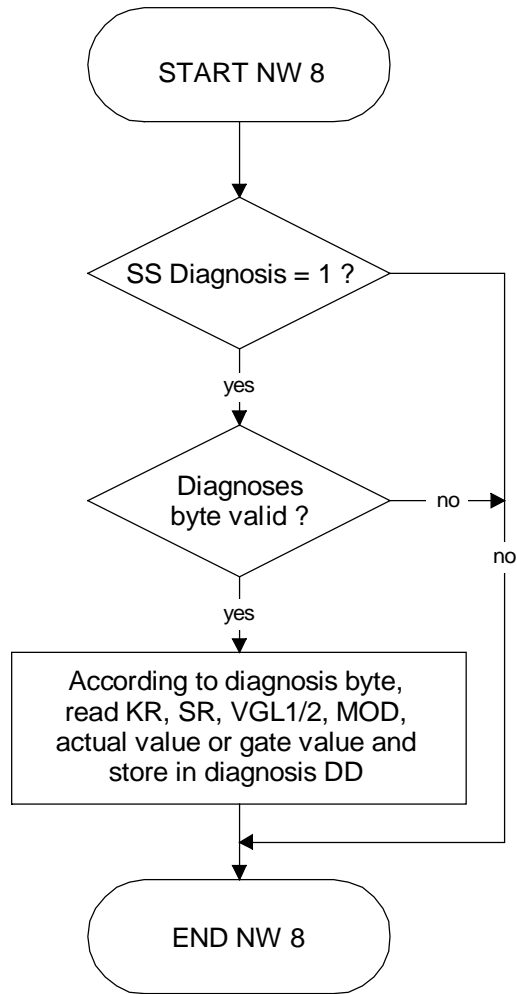 START NW 8
SS Diagnosis = 1 ?
yes
Diagnoses
byte valid ?
no
no
yes
According to diagnosis byte,
read KR, SR, VGL1/2, MOD,
actual value or gate value and
store in diagnosis DD
END NW 8